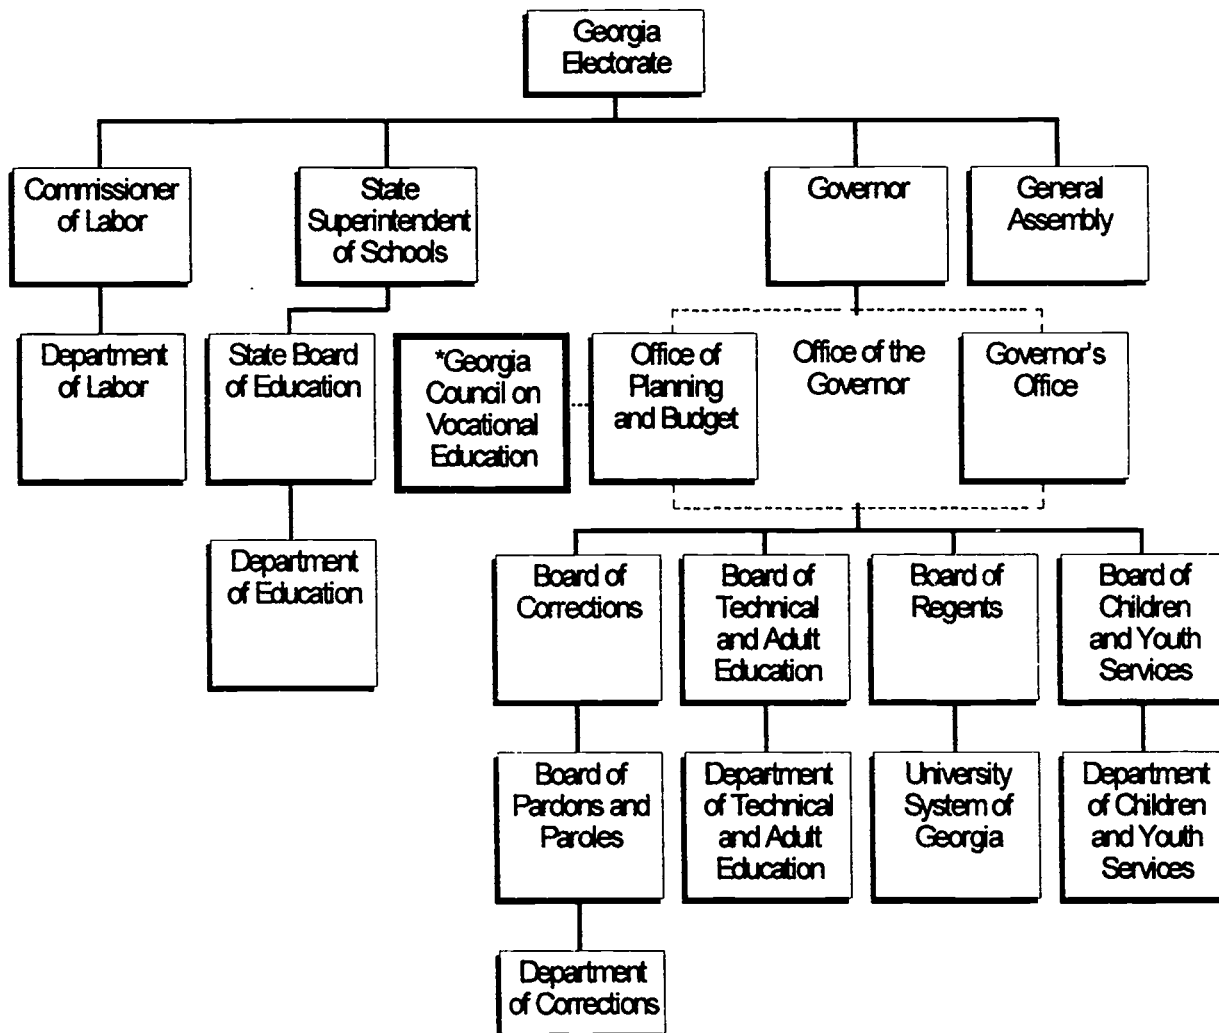 Georgia
Electorate
Commissioner
of Labor
State
Superintendent
of Schools
Governor
General
Assembly
Department
of Labor
State Board
of Education
*Georgia
Council on
Vocational
Education
Office of
Planning
and Budget
Office of the
Governor
Governor's
Office
Department
of Education
Board of
Corrections
Board of
Technical
and Adult
Education
Board of
Regents
Board of
Children
and Youth
Services
Board of
Pardons and
Paroles
Department
of Technical
and Adult
Education
University
System of
Georgia
Department
of Children
and Youth
Services
Department
of Corrections